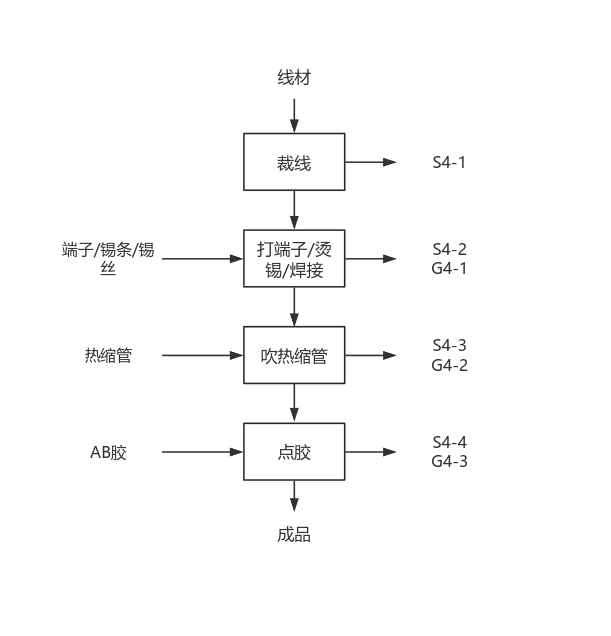 线材
裁线
S4-1
端子/锡条/锡
丝
打端子/烫
锡/焊接
S4-2
G4-1
热缩管
吹热缩管
S4-3
G4-2
AB胶
点胶
S4-4
G4-3
成品